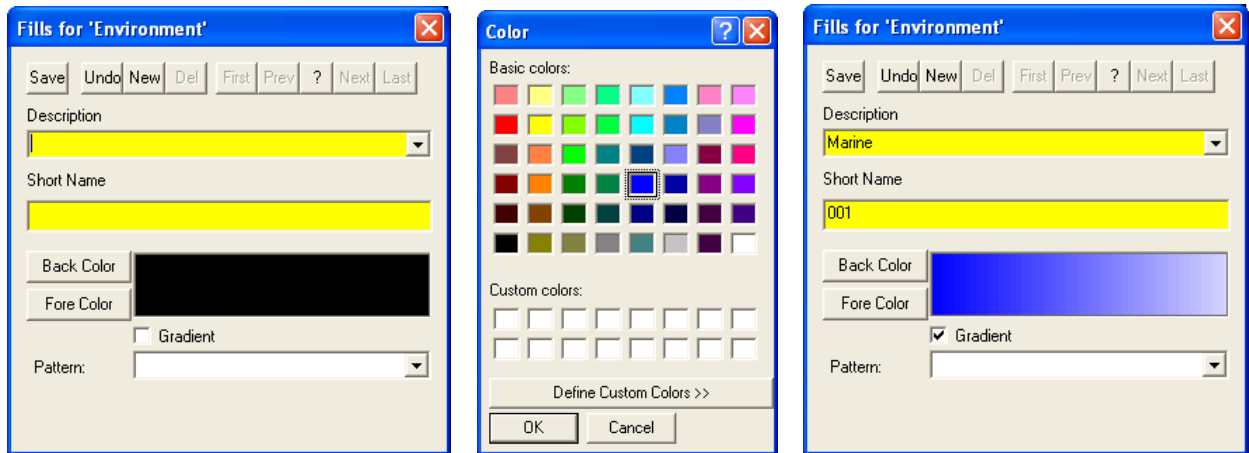 Fills for 'Environment'
Save Undo New Del First Prev ? Next Last
Description
Short Name
Back Color
Fore Color
Gradient
Pattern:
Color
?
Basic colors:
Custom colors:
Define Custom Colors >>
OK Cancel
Fills for 'Environment'
Save Undo New Del First Prev ? Next Last
Description
Marine
Short Name
001
Back Color
Fore Color
Gradient
Pattern: